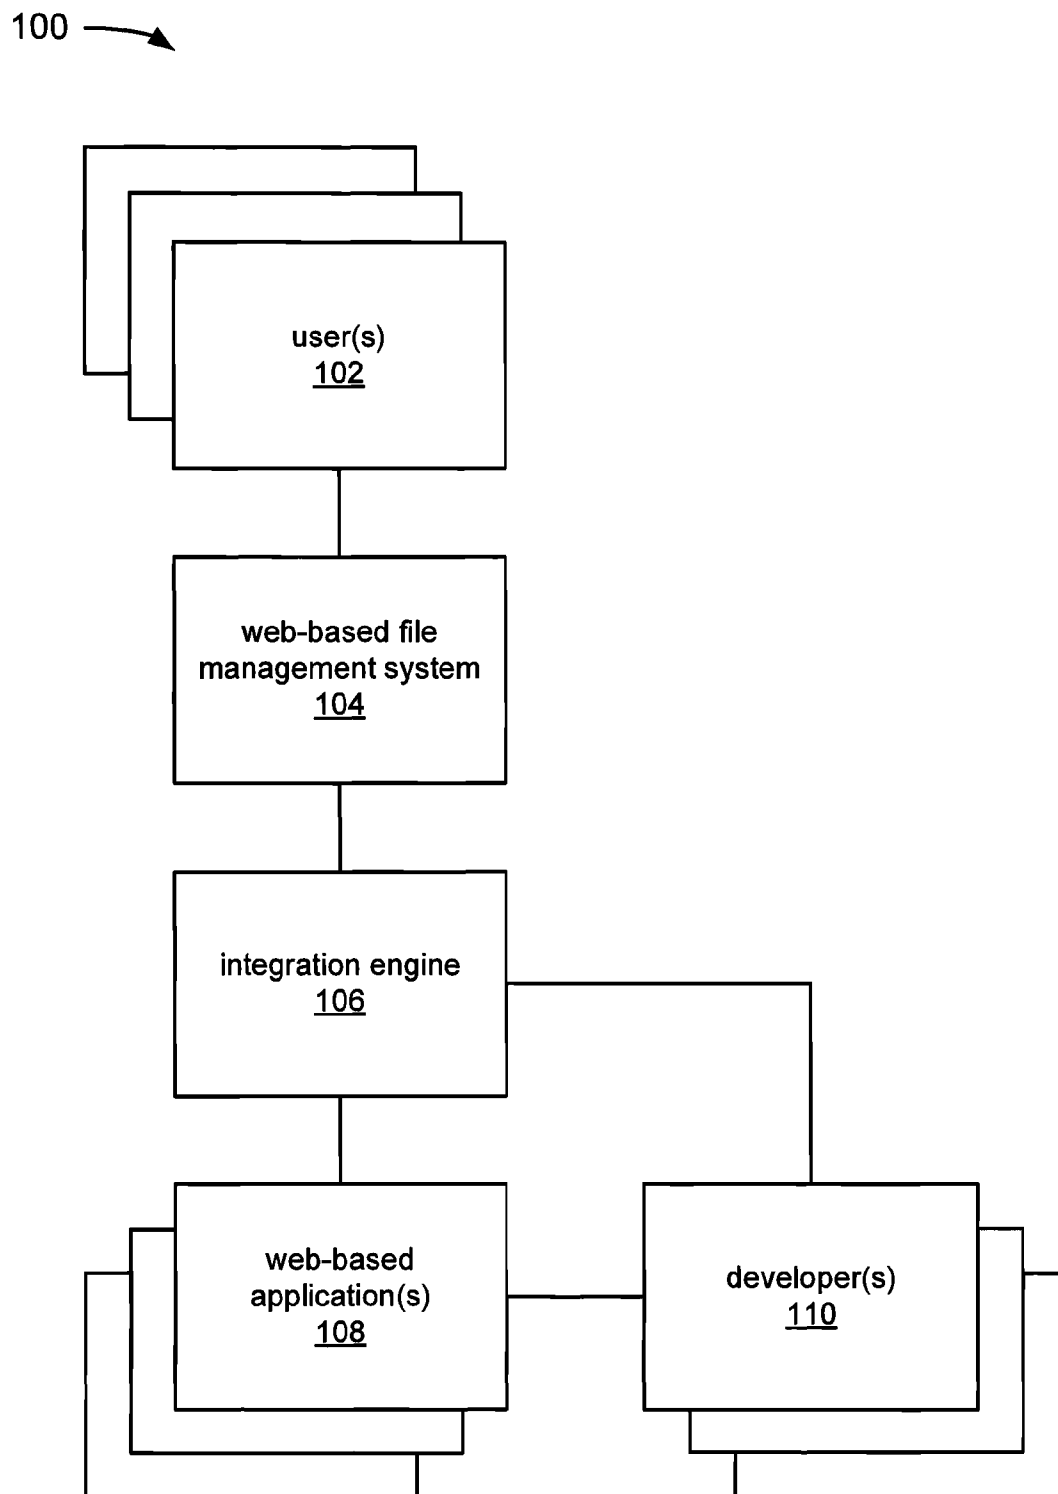 100
user(s)
102
web-based file
management system
104
integration engine
106
web-based
application(s)
108
developer(s)
110